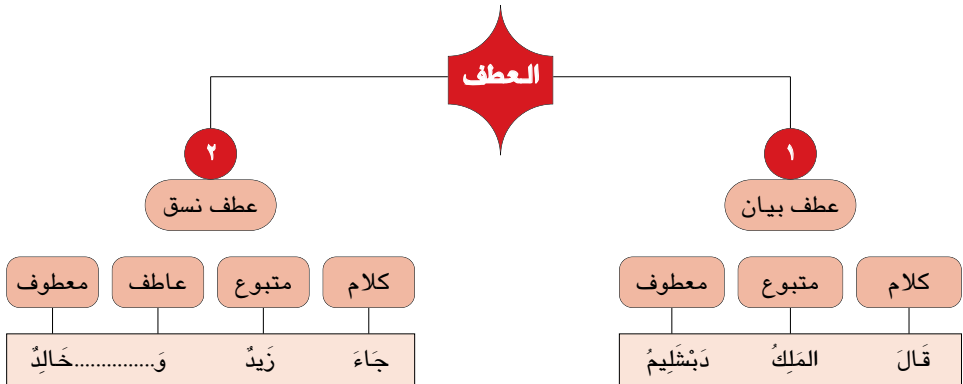 العطف
١
٢
عطف بيان
عطف نسق
كلام متبوع معطوف
كلام متبوع عاطف معطوف
قَالَ المَلِكُ دَبْشَلِيمُ
جَاءَ زَيدٌ وَ...............خَالِدٌ